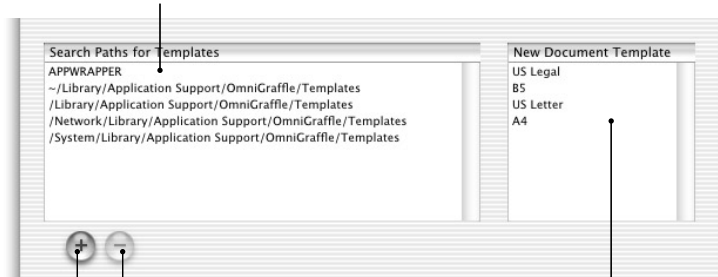 Search Paths for Templates
APPWRAPPER
~/Library/Application Support/OmniGraffle/Templates
/Library/Application Support/OmniGraffle/Templates
/Network/Library/Application Support/OmniGraffle/Templates
/System/Library/Application Support/OmniGraffle/Templates
New Document Template
US Legal
B5
US Letter
A4